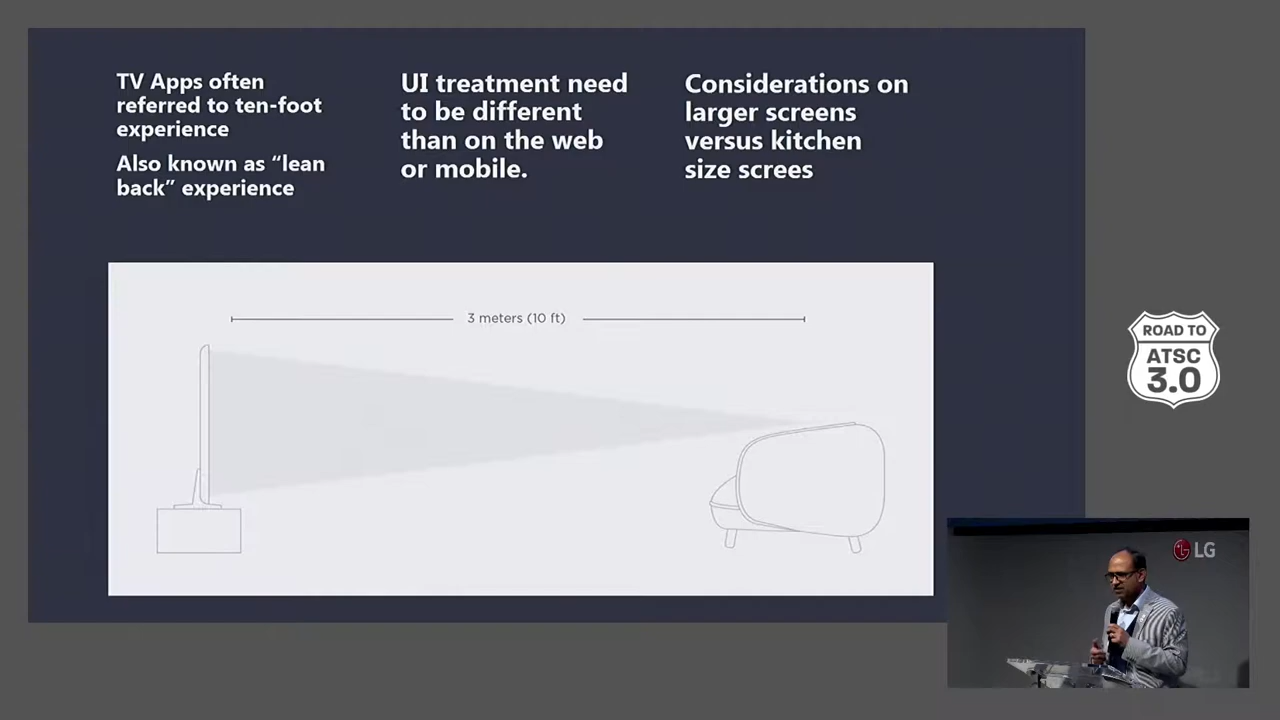 TV Apps often
referred to ten-foot
experience
Also known as “lean
back” experience
UI treatment need
to be different
than on the web
or mobile.
Considerations on
larger screens
versus kitchen
size screes
3 meters (10 ft)
ROAD TO
ATSC
3.0
LG